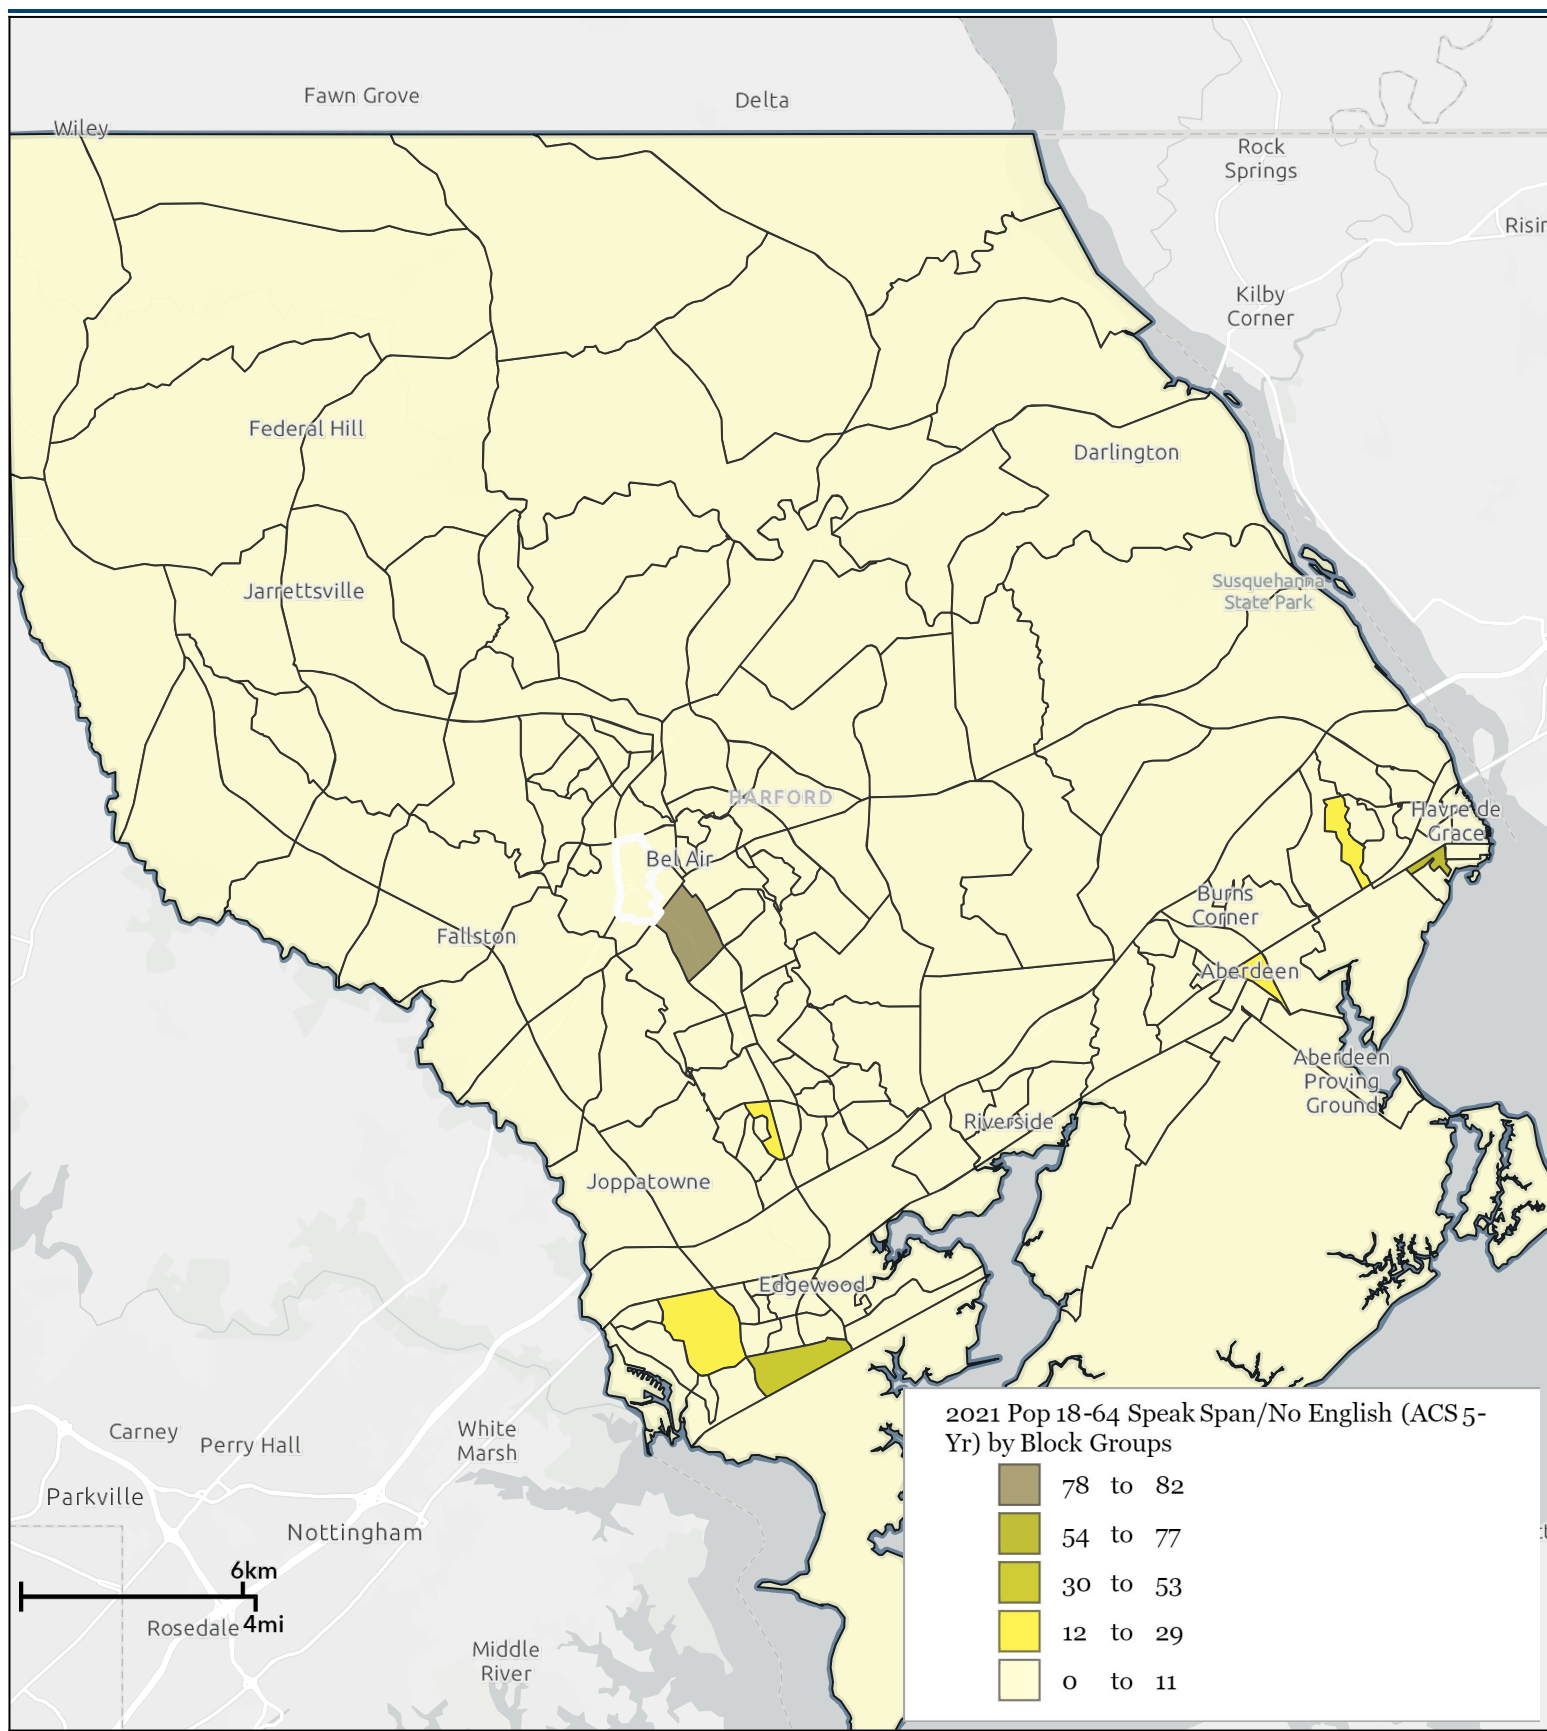 Fawn Grove
Delta
Wiley
Rock
Springs
Kilby
Corner
Federal Hill
Darlington
Jarrettsville
Susquehanna
State Park
HARFORD
Havre de
Grace
Bel Air
Burns
Corner
Fallston
Aberdeen
Aberdeen
Proving
Ground
Riverside
Joppatowne
Edgewood
2021 Pop 18-64 Speak Span/No English (ACS 5-
Yr) by Block Groups
78 to 82
54 to 77
30 to 53
12 to 29
0 to 11
Carney
Perry Hall
White
Marsh
Parkville
Nottingham
6km
4mi
Rosedale
Middle
River